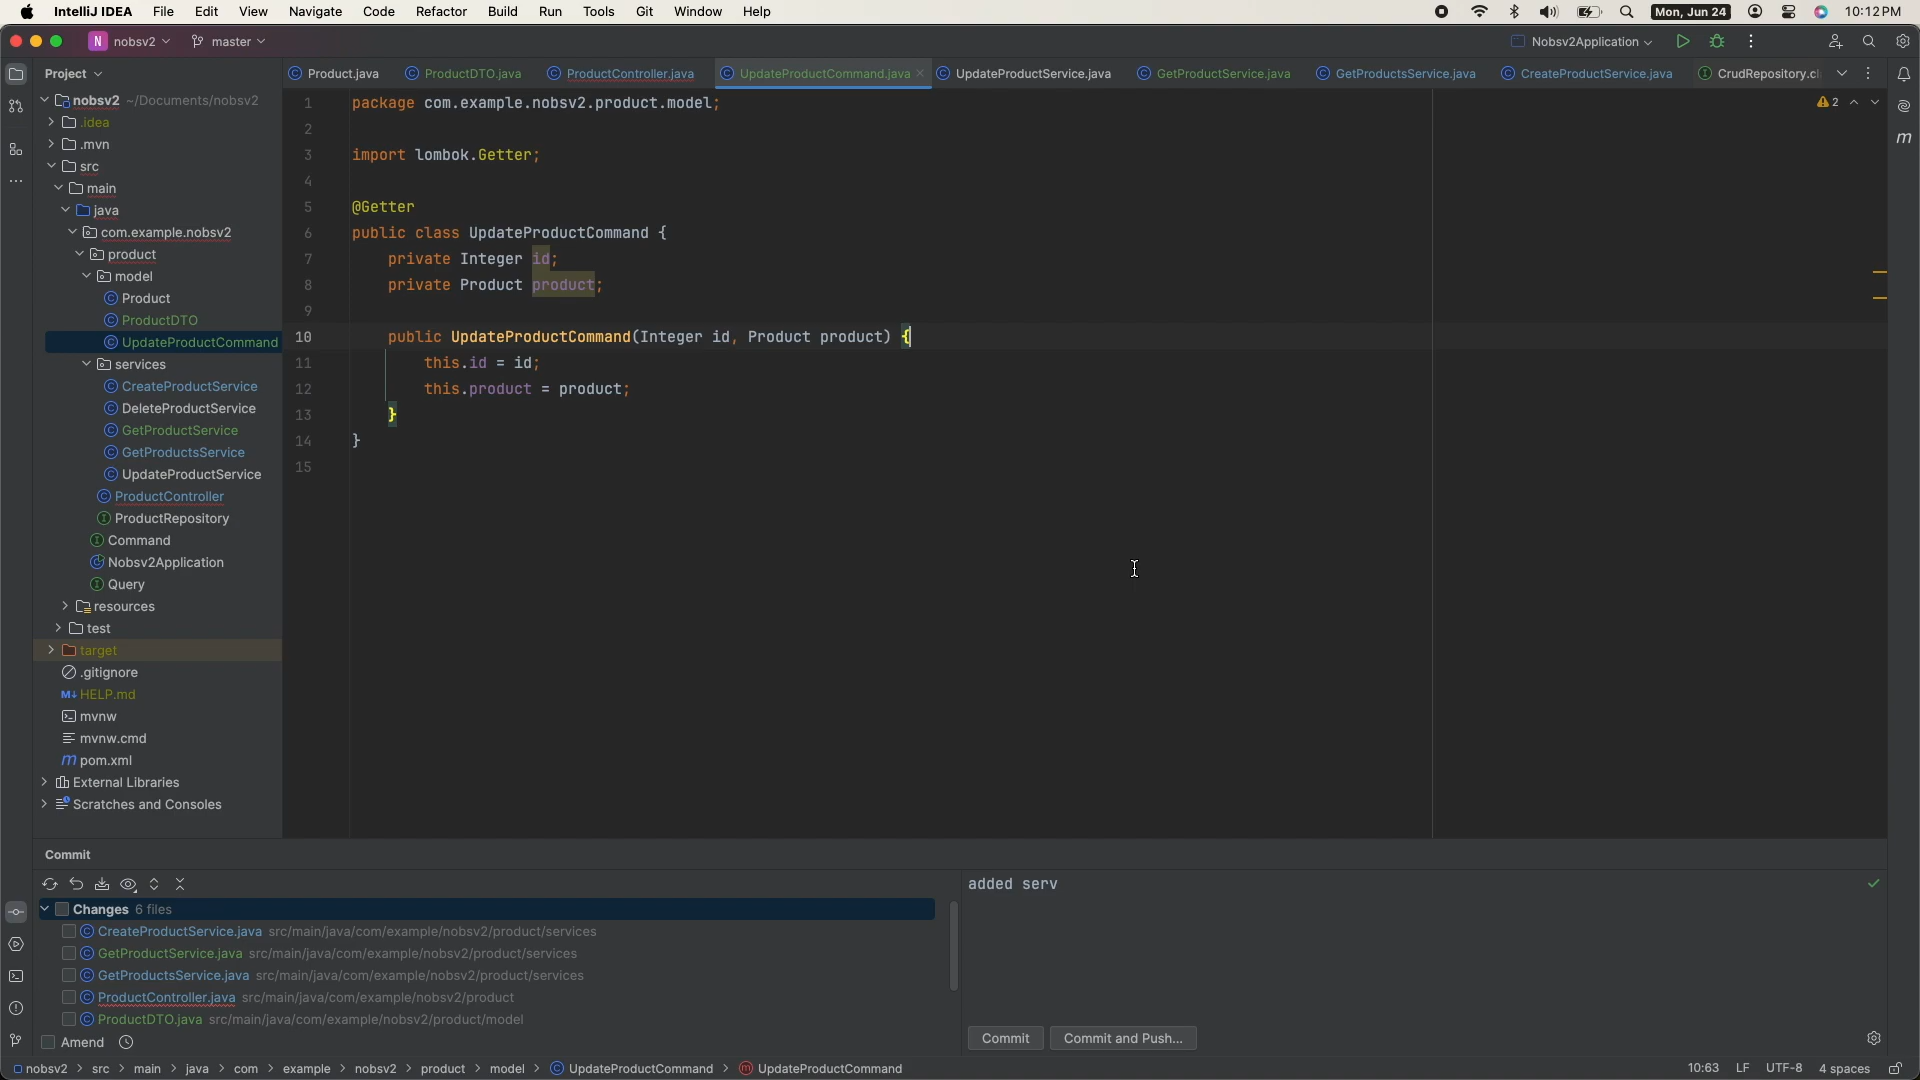 IntelliJ IDEA File Edit View Navigate Code Refactor Build Run Tools Git Window Help Mon, Jun 24 10:12 PM
N nobsv2 master Nobsv2Application
Project
Product.java ProductDTO.java ProductController.java UpdateProductCommand.java UpdateProductService.java GetProductService.java GetProductsService.java CreateProductService.java CrudRepository.cl
nobsv2 ~/Documents/nobsv2
.idea
.mvn
src
main
java
com.example.nobsv2
product
model
Product
ProductDTO
UpdateProductCommand
services
CreateProductService
DeleteProductService
GetProductService
GetProductsService
UpdateProductService
ProductController
ProductRepository
Command
Nobsv2Application
Query
resources
test
target
.gitignore
M↓ HELP.md
mvnw
mvnw.cmd
m pom.xml
External Libraries
Scratches and Consoles
1 package com.example.nobsv2.product.model;
2
3 import lombok.Getter;
4
5 @Getter
6 public class UpdateProductCommand {
7 private Integer id;
8 private Product product;
9
10 public UpdateProductCommand(Integer id, Product product) {
11 this.id = id;
12 this.product = product;
13 }
14 }
15
2
m
Commit
Changes 6 files
CreateProductService.java src/main/java/com/example/nobsv2/product/services
GetProductService.java src/main/java/com/example/nobsv2/product/services
GetProductsService.java src/main/java/com/example/nobsv2/product/services
ProductController.java src/main/java/com/example/nobsv2/product
ProductDTO.java src/main/java/com/example/nobsv2/product/model
Amend
added serv
Commit Commit and Push...
nobsv2 > src > main > java > com > example > nobsv2 > product > model > UpdateProductCommand > UpdateProductCommand 10:63 LF UTF-8 4 spaces